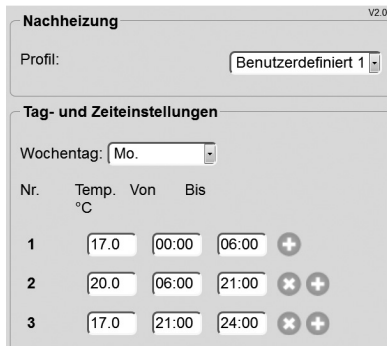 V2.0
Nachheizung
Profil: Benutzerdefiniert 1
Tag- und Zeiteinstellungen
Wochentag: Mo.
Nr. Temp. Von Bis
°C
1 17.0 00:00 06:00
2 20.0 06:00 21:00
3 17.0 21:00 24:00